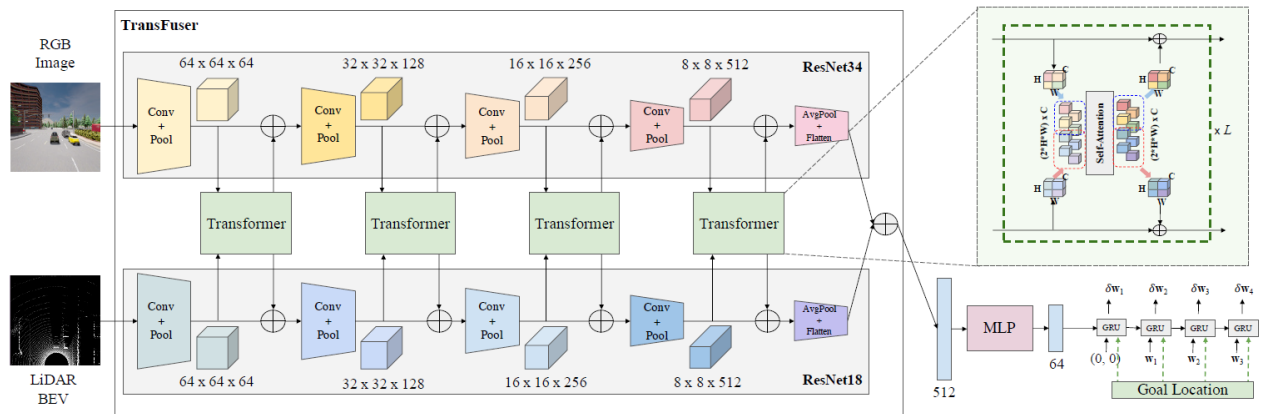 TransFuser
RGB
Image
64 x 64 x 64
32 x 32 x 128
16 x 16 x 256
8 x 8 x 512
ResNet34
Conv
+
Pool
Conv
+
Pool
Conv
+
Pool
Conv
+
Pool
AvgPool
+
Flatten
Transformer
Transformer
Transformer
Transformer
Conv
+
Pool
Conv
+
Pool
Conv
+
Pool
Conv
+
Pool
AvgPool
+
Flatten
64 x 64 x 64
32 x 32 x 128
16 x 16 x 256
8 x 8 x 512
ResNet18
LiDAR
BEV
H
C
W
H
C
W
(2*H*W) x C
Self-Attention
(2*H*W) x C
H
C
W
H
C
W
x L
512
MLP
64
δw₁
δw₂
δw₃
δw₄
GRU
GRU
GRU
GRU
(0, 0)
w₁
w₂
w₃
Goal Location